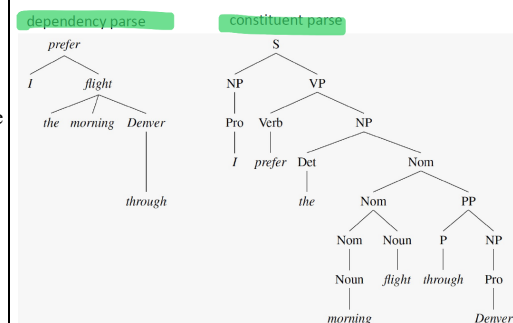 dependency parse constituent parse
prefer S
I flight NP VP
e
the morning Denver Pro Verb NP
I prefer Det Nom
through the Nom PP
Nom Noun P NP
Noun flight through Pro
morning Denver